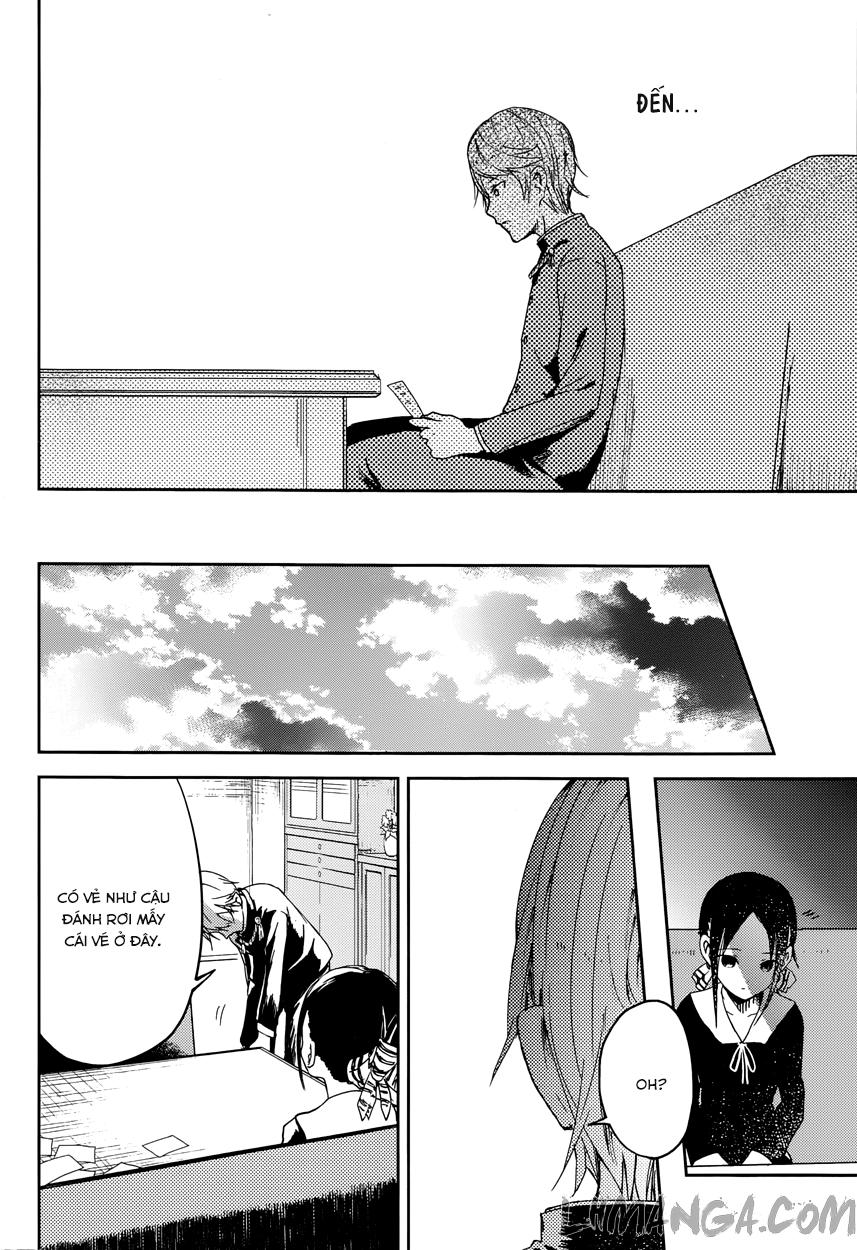 ĐẾN...
OH?
CÓ VẺ NHƯ CẬU
ĐÁNH RƠI MẤY
CÁI VÉ Ở ĐÂY.
LHMANGA.COM